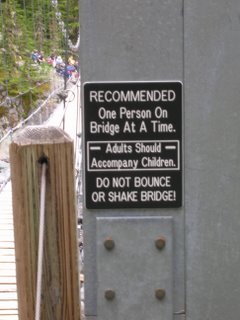 RECOMMENDED
One Person On
Bridge At A Time.
Adults Should
Accompany Children.
DO NOT BOUNCE
OR SHAKE BRIDGE!